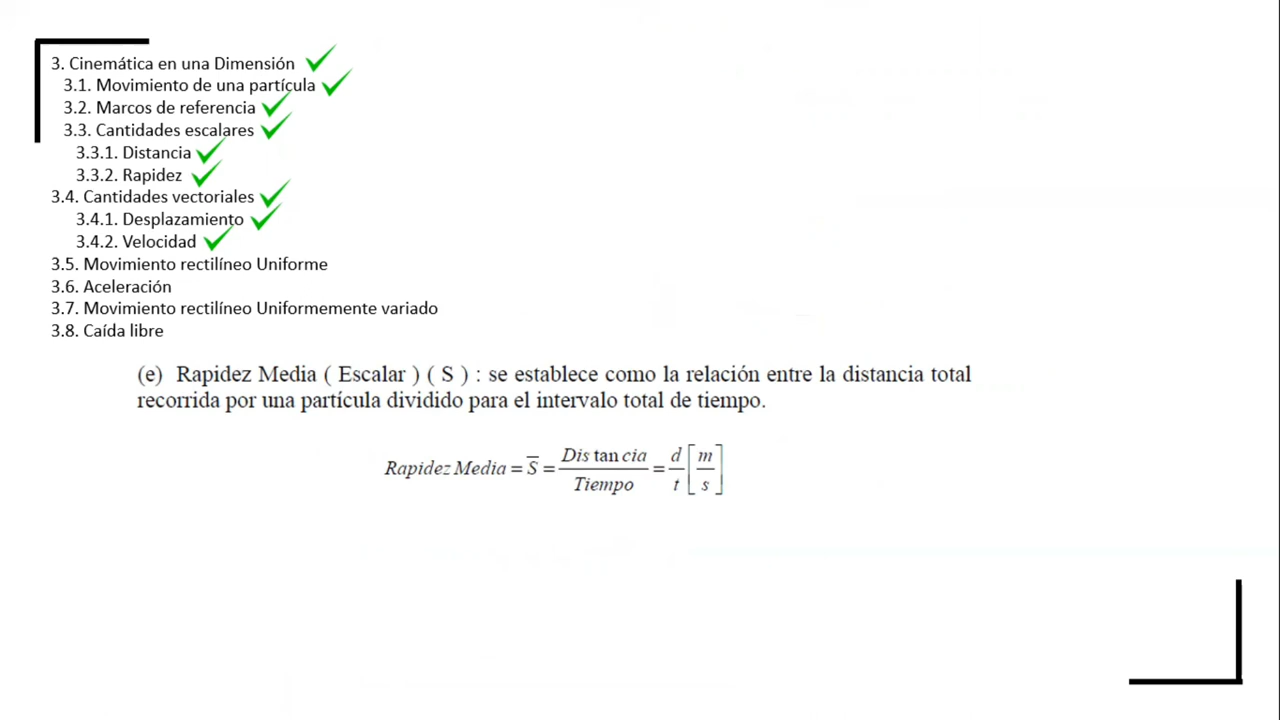 3. Cinemática en una Dimensión
3.1. Movimiento de una partícula
3.2. Marcos de referencia
3.3. Cantidades escalares
3.3.1. Distancia
3.3.2. Rapidez
3.4. Cantidades vectoriales
3.4.1. Desplazamiento
3.4.2. Velocidad
3.5. Movimiento rectilíneo Uniforme
3.6. Aceleración
3.7. Movimiento rectilíneo Uniformemente variado
3.8. Caída libre
(e) Rapidez Media ( Escalar ) ( S ) : se establece como la relación entre la distancia total
recorrida por una partícula dividido para el intervalo total de tiempo.
Rapidez Media = S̅ = Dis tan cia / Tiempo = d / t [ m / s ]